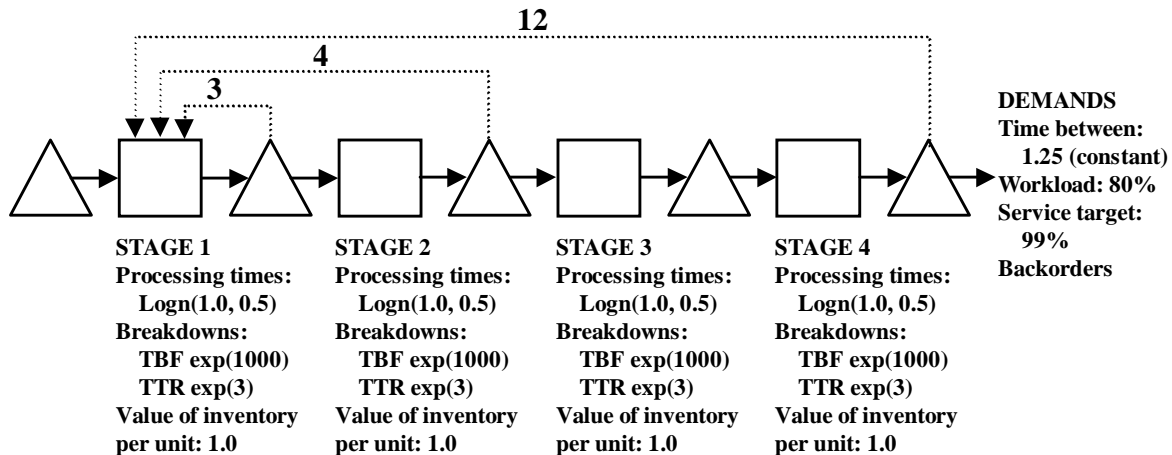 12
4
3
DEMANDS
Time between:
1.25 (constant)
Workload: 80%
Service target:
99%
Backorders
STAGE 1
Processing times:
Logn(1.0, 0.5)
Breakdowns:
TBF exp(1000)
TTR exp(3)
Value of inventory
per unit: 1.0
STAGE 2
Processing times:
Logn(1.0, 0.5)
Breakdowns:
TBF exp(1000)
TTR exp(3)
Value of inventory
per unit: 1.0
STAGE 3
Processing times:
Logn(1.0, 0.5)
Breakdowns:
TBF exp(1000)
TTR exp(3)
Value of inventory
per unit: 1.0
STAGE 4
Processing times:
Logn(1.0, 0.5)
Breakdowns:
TBF exp(1000)
TTR exp(3)
Value of inventory
per unit: 1.0